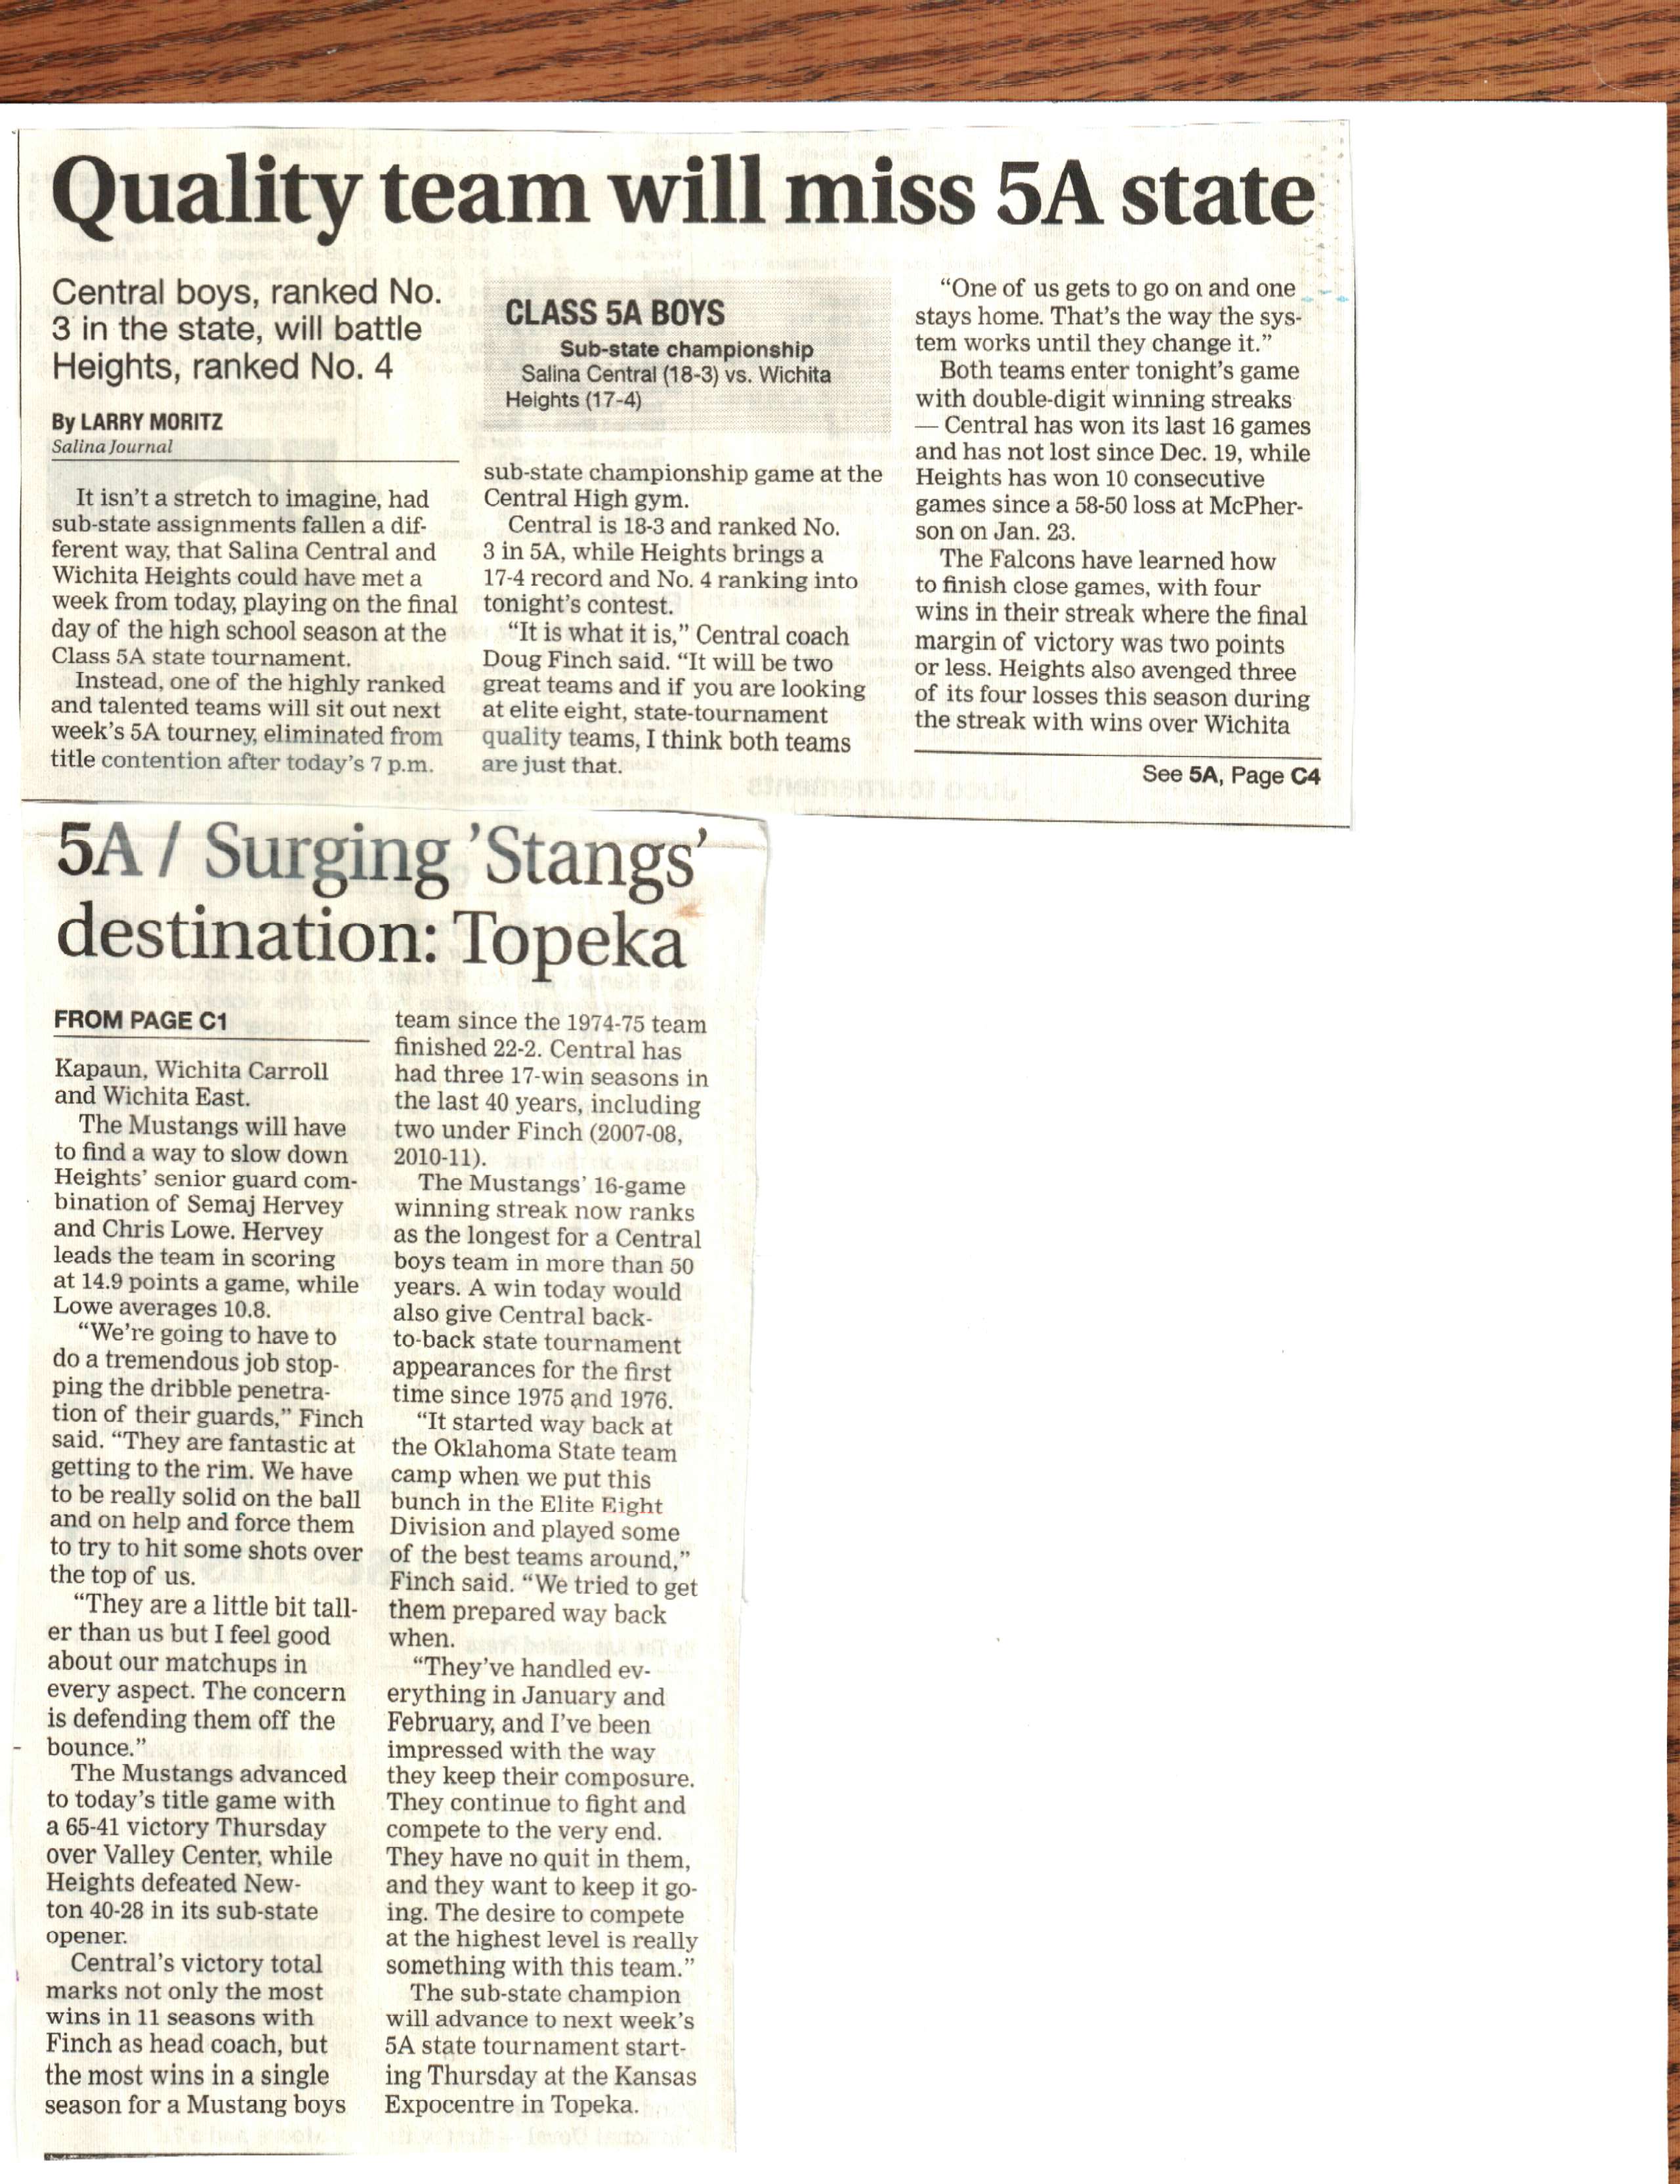 Quality team will miss 5A state
Central boys, ranked No.
3 in the state, will battle
Heights, ranked No. 4
By LARRY MORITZ
Salina Journal
It isn't a stretch to imagine, had
sub-state assignments fallen a dif-
ferent way, that Salina Central and
Wichita Heights could have met a
week from today, playing on the final
day of the high school season at the
Class 5A state tournament.
Instead, one of the highly ranked
and talented teams will sit out next
week's 5A tourney, eliminated from
title contention after today's 7 p.m.
CLASS 5A BOYS
Sub-state championship
Salina Central (18-3) vs. Wichita
Heights (17-4)
sub-state championship game at the
Central High gym.
Central is 18-3 and ranked No.
3 in 5A, while Heights brings a
17-4 record and No. 4 ranking into
tonight's contest.
"It is what it is," Central coach
Doug Finch said. "It will be two
great teams and if you are looking
at elite eight, state-tournament
quality teams, I think both teams
are just that.
"One of us gets to go on and one
stays home. That's the way the sys-
tem works until they change it."
Both teams enter tonight's game
with double-digit winning streaks
— Central has won its last 16 games
and has not lost since Dec. 19, while
Heights has won 10 consecutive
games since a 58-50 loss at McPher-
son on Jan. 23.
The Falcons have learned how
to finish close games, with four
wins in their streak where the final
margin of victory was two points
or less. Heights also avenged three
of its four losses this season during
the streak with wins over Wichita
See 5A, Page C4
5A / Surging 'Stangs'
destination: Topeka
FROM PAGE C1
Kapaun, Wichita Carroll
and Wichita East.
The Mustangs will have
to find a way to slow down
Heights' senior guard com-
bination of Semaj Hervey
and Chris Lowe. Hervey
leads the team in scoring
at 14.9 points a game, while
Lowe averages 10.8.
"We're going to have to
do a tremendous job stop-
ping the dribble penetra-
tion of their guards," Finch
said. "They are fantastic at
getting to the rim. We have
to be really solid on the ball
and on help and force them
to try to hit some shots over
the top of us.
"They are a little bit tall-
er than us but I feel good
about our matchups in
every aspect. The concern
is defending them off the
bounce."
The Mustangs advanced
to today's title game with
a 65-41 victory Thursday
over Valley Center, while
Heights defeated New-
ton 40-28 in its sub-state
opener.
Central's victory total
marks not only the most
wins in 11 seasons with
Finch as head coach, but
the most wins in a single
season for a Mustang boys
team since the 1974-75 team
finished 22-2. Central has
had three 17-win seasons in
the last 40 years, including
two under Finch (2007-08,
2010-11).
The Mustangs' 16-game
winning streak now ranks
as the longest for a Central
boys team in more than 50
years. A win today would
also give Central back-
to-back state tournament
appearances for the first
time since 1975 and 1976.
"It started way back at
the Oklahoma State team
camp when we put this
bunch in the Elite Eight
Division and played some
of the best teams around,"
Finch said. "We tried to get
them prepared way back
when.
"They've handled ev-
erything in January and
February, and I've been
impressed with the way
they keep their composure.
They continue to fight and
compete to the very end.
They have no quit in them,
and they want to keep it go-
ing. The desire to compete
at the highest level is really
something with this team."
The sub-state champion
will advance to next week's
5A state tournament start-
ing Thursday at the Kansas
Expocentre in Topeka.